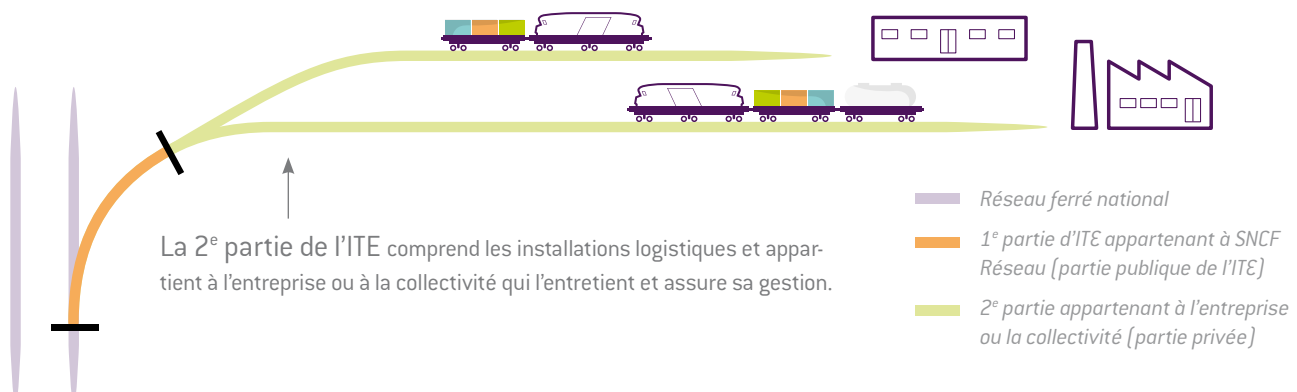 La 2e partie de l'ITE comprend les installations logistiques et appar-
tient à l'entreprise ou à la collectivité qui l'entretient et assure sa gestion.
Réseau ferré national
1e partie d'ITE appartenant à SNCF
Réseau (partie publique de l'ITE)
2e partie appartenant à l'entreprise
ou la collectivité (partie privée)